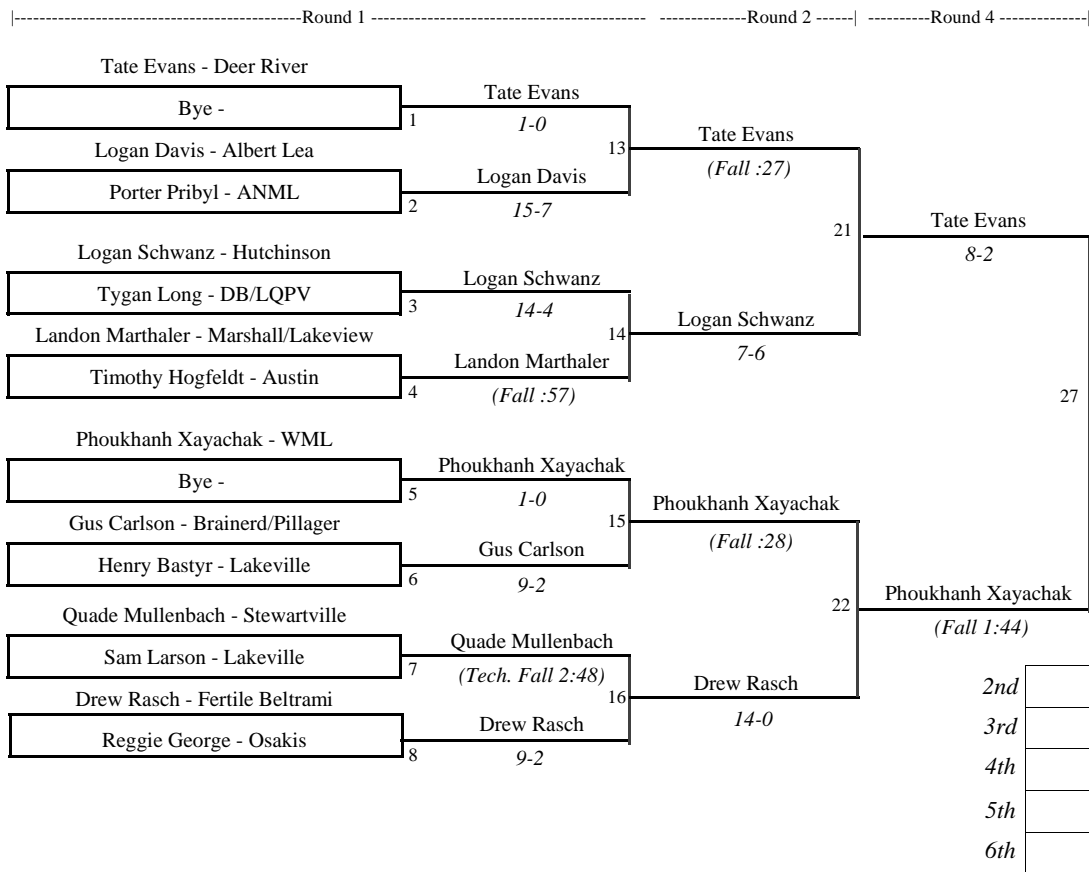 |-----------------------------------------Round 1 ---------------------------------------    ------------Round 2 ------|    ---------Round 4 -------------|
Tate Evans - Deer River
Bye -
1
Tate Evans
1-0
Logan Davis - Albert Lea
Porter Pribyl - ANML
2
Logan Davis
15-7
13
Tate Evans
(Fall :27)
Logan Schwanz - Hutchinson
Tygan Long - DB/LQPV
3
Logan Schwanz
14-4
Landon Marthaler - Marshall/Lakeview
Timothy Hogfeldt - Austin
4
Landon Marthaler
(Fall :57)
14
Logan Schwanz
7-6
21
Tate Evans
8-2
Phoukhanh Xayachak - WML
Bye -
5
Phoukhanh Xayachak
1-0
Gus Carlson - Brainerd/Pillager
Henry Bastyr - Lakeville
6
Gus Carlson
9-2
15
Phoukhanh Xayachak
(Fall :28)
Quade Mullenbach - Stewartville
Sam Larson - Lakeville
7
Quade Mullenbach
(Tech. Fall 2:48)
Drew Rasch - Fertile Beltrami
Reggie George - Osakis
8
Drew Rasch
9-2
16
Drew Rasch
14-0
22
Phoukhanh Xayachak
(Fall 1:44)
27
2nd
3rd
4th
5th
6th